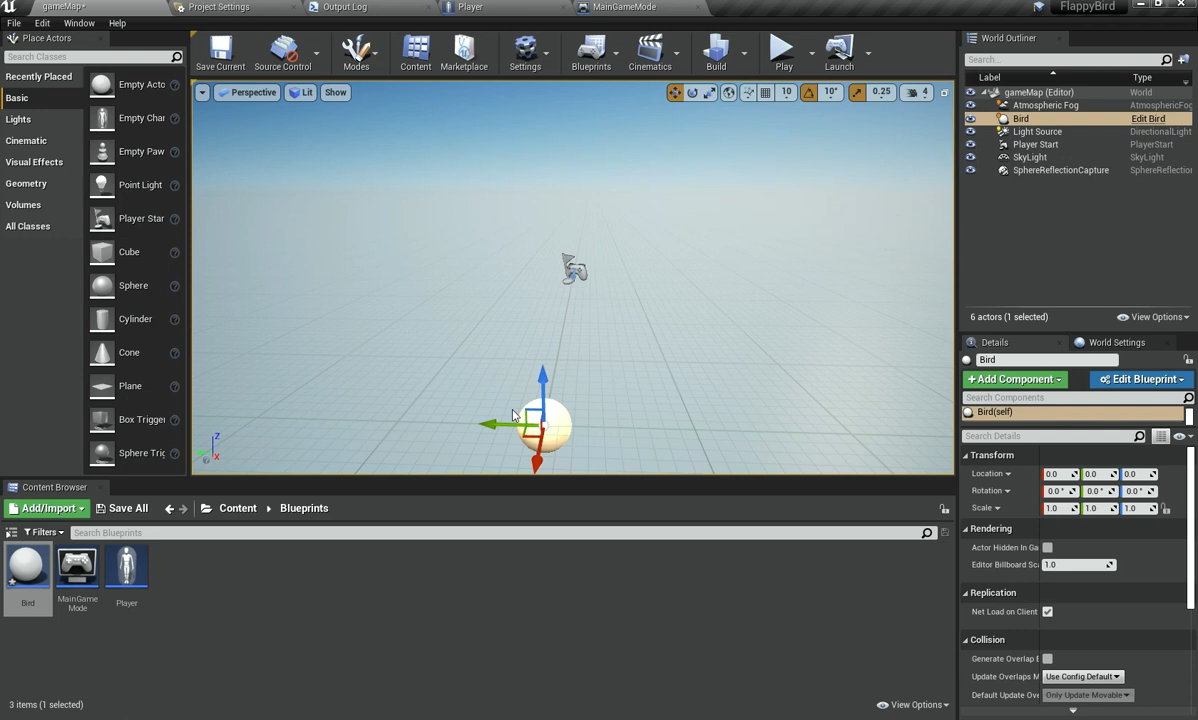 gameMap*
Project Settings
Output Log
Player
MainGameMode
FlappyBird
File Edit Window Help
Place Actors
Search Classes
Recently Placed
Basic
Lights
Cinematic
Visual Effects
Geometry
Volumes
All Classes
Empty Acto
Empty Char
Empty Paw
Point Light
Player Star
Cube
Sphere
Cylinder
Cone
Plane
Box Trigger
Sphere Trig
Save Current
Source Control
Modes
Content
Marketplace
Settings
Blueprints
Cinematics
Build
Play
Launch
Perspective
Lit
Show
10
10°
0.25
4
Z
X
World Outliner
Search...
Label Type
gameMap (Editor) World
Atmospheric Fog AtmosphericFog
Bird Edit Bird
Light Source DirectionalLight
Player Start PlayerStart
SkyLight SkyLight
SphereReflectionCapture SphereReflection
6 actors (1 selected)
View Options
Details
World Settings
Bird
Add Component
Edit Blueprint
Search Components
Bird(self)
Search Details
Transform
Location 0.0 0.0 0.0
Rotation 0.0° 0.0° 0.0°
Scale 1.0 1.0 1.0
Rendering
Actor Hidden In Ga
Editor Billboard Sc 1.0
Replication
Net Load on Client
Collision
Generate Overlap E
Update Overlaps M Use Config Default
Default Update Ove Only Update Movable
Content Browser
Add/Import
Save All
Content
Blueprints
Filters
Search Blueprints
Bird
MainGame
Mode
Player
3 items (1 selected)
View Options